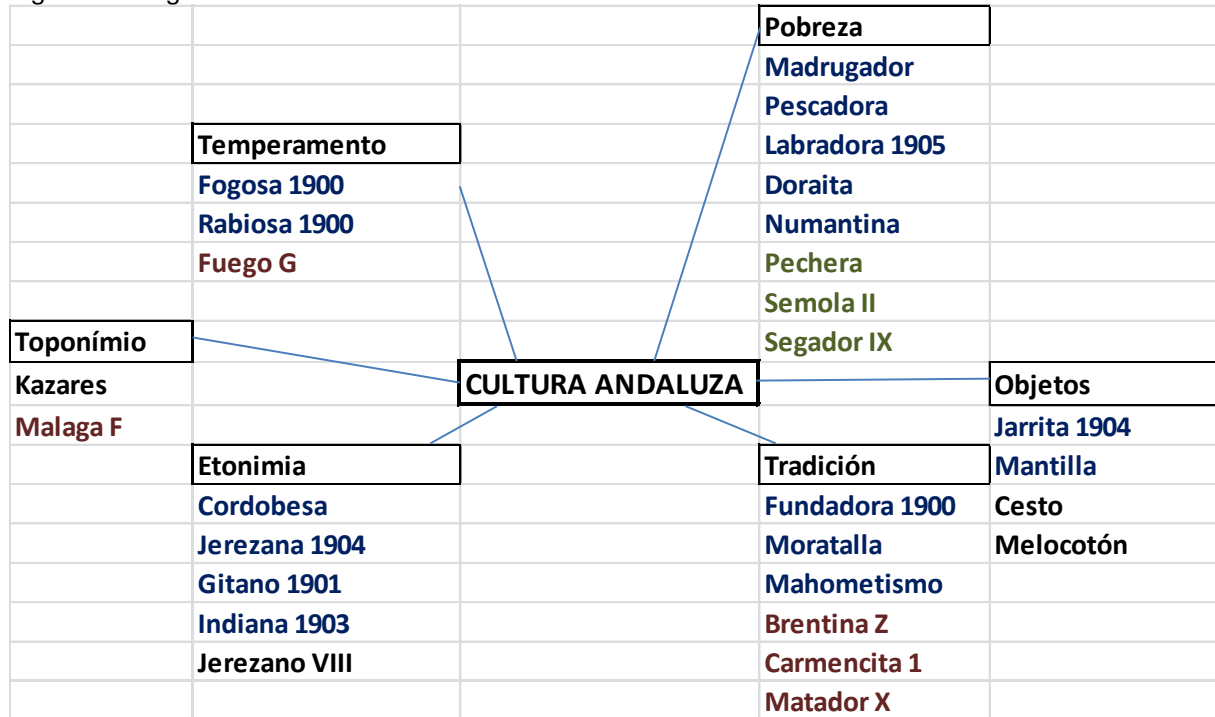 Pobreza
Madrugador
Pescadora
Labradora 1905
Doraita
Numantina
Pechera
Semola II
Segador IX
Temperamento
Fogosa 1900
Rabiosa 1900
Fuego G
Toponímio
Kazares
Malaga F
CULTURA ANDALUZA
Objetos
Jarrita 1904
Mantilla
Cesto
Melocotón
Etonimia
Cordobesa
Jerezana 1904
Gitano 1901
Indiana 1903
Jerezano VIII
Tradición
Fundadora 1900
Moratalla
Mahometismo
Brentina Z
Carmencita 1
Matador X